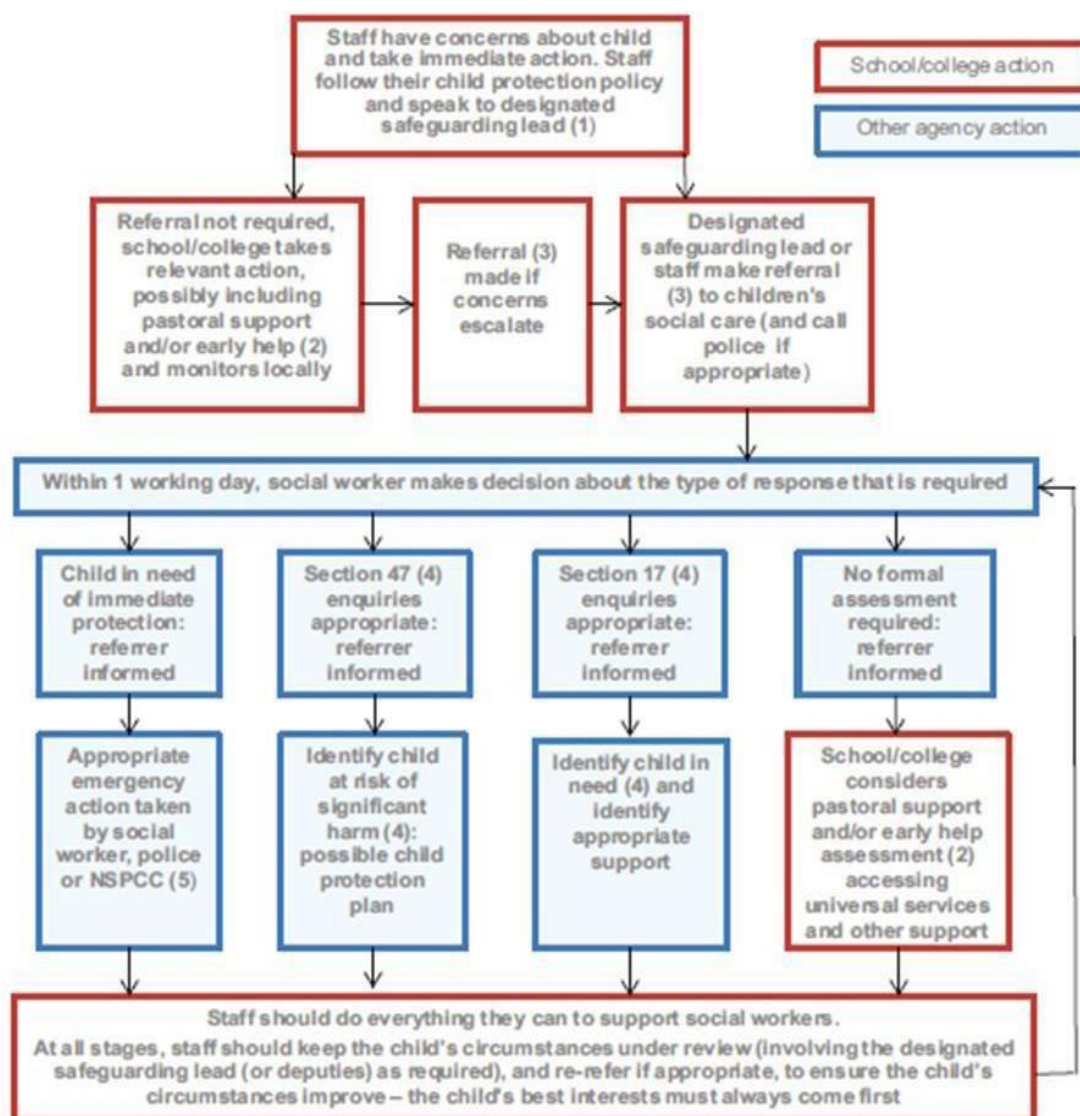 Staff have concerns about child
and take immediate action. Staff
follow their child protection policy
and speak to designated
safeguarding lead (1)
School/college action
Other agency action
Referral not required,
school/college takes
relevant action,
possibly including
pastoral support
and/or early help (2)
and monitors locally
Referral (3)
made if
concerns
escalate
Designated
safeguarding lead or
staff make referral
(3) to children's
social care (and call
police if
appropriate)
Within 1 working day, social worker makes decision about the type of response that is required
Child in need
of immediate
protection:
referrer
informed
Section 47 (4)
enquiries
appropriate:
referrer
informed
Section 17 (4)
enquiries
appropriate:
referrer
informed
No formal
assessment
required:
referrer
informed
Appropriate
emergency
action taken
by social
worker, police
or NSPCC (5)
Identify child
at risk of
significant
harm (4):
possible child
protection
plan
Identify child in
need (4) and
identify
appropriate
support
School/college
considers
pastoral support
and/or early help
assessment (2)
accessing
universal services
and other support
Staff should do everything they can to support social workers.
At all stages, staff should keep the child's circumstances under review (involving the designated
safeguarding lead (or deputies) as required), and re-refer if appropriate, to ensure the child's
circumstances improve – the child's best interests must always come first